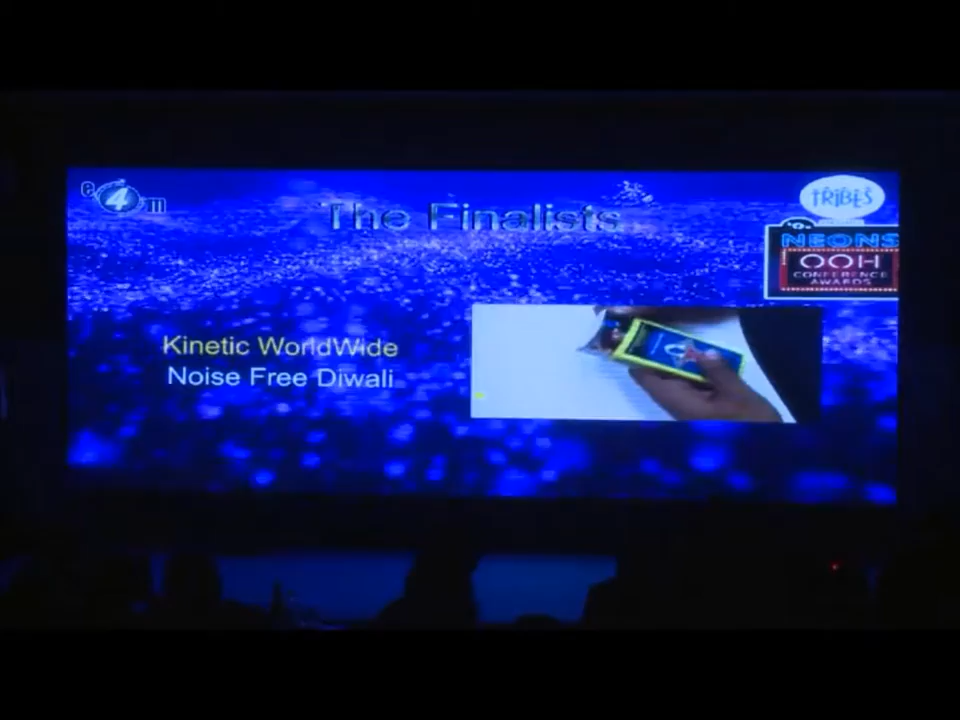 e4m
The Finalists
TRIBES
NEONS
OOH
CONFERENCE
AWARDS
Kinetic WorldWide
Noise Free Diwali